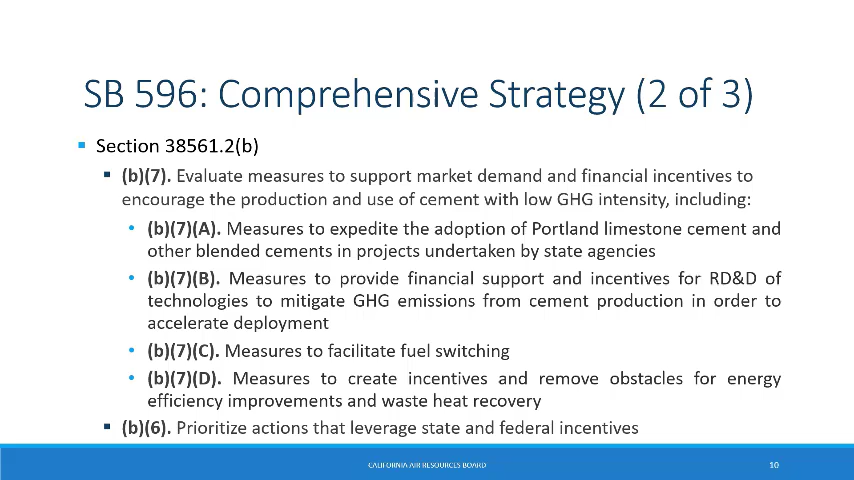 SB 596: Comprehensive Strategy (2 of 3)
▪ Section 38561.2(b)
▪ (b)(7). Evaluate measures to support market demand and financial incentives to
encourage the production and use of cement with low GHG intensity, including:
• (b)(7)(A). Measures to expedite the adoption of Portland limestone cement and
other blended cements in projects undertaken by state agencies
• (b)(7)(B). Measures to provide financial support and incentives for RD&D of
technologies to mitigate GHG emissions from cement production in order to
accelerate deployment
• (b)(7)(C). Measures to facilitate fuel switching
• (b)(7)(D). Measures to create incentives and remove obstacles for energy
efficiency improvements and waste heat recovery
▪ (b)(6). Prioritize actions that leverage state and federal incentives
CALIFORNIA AIR RESOURCES BOARD
10